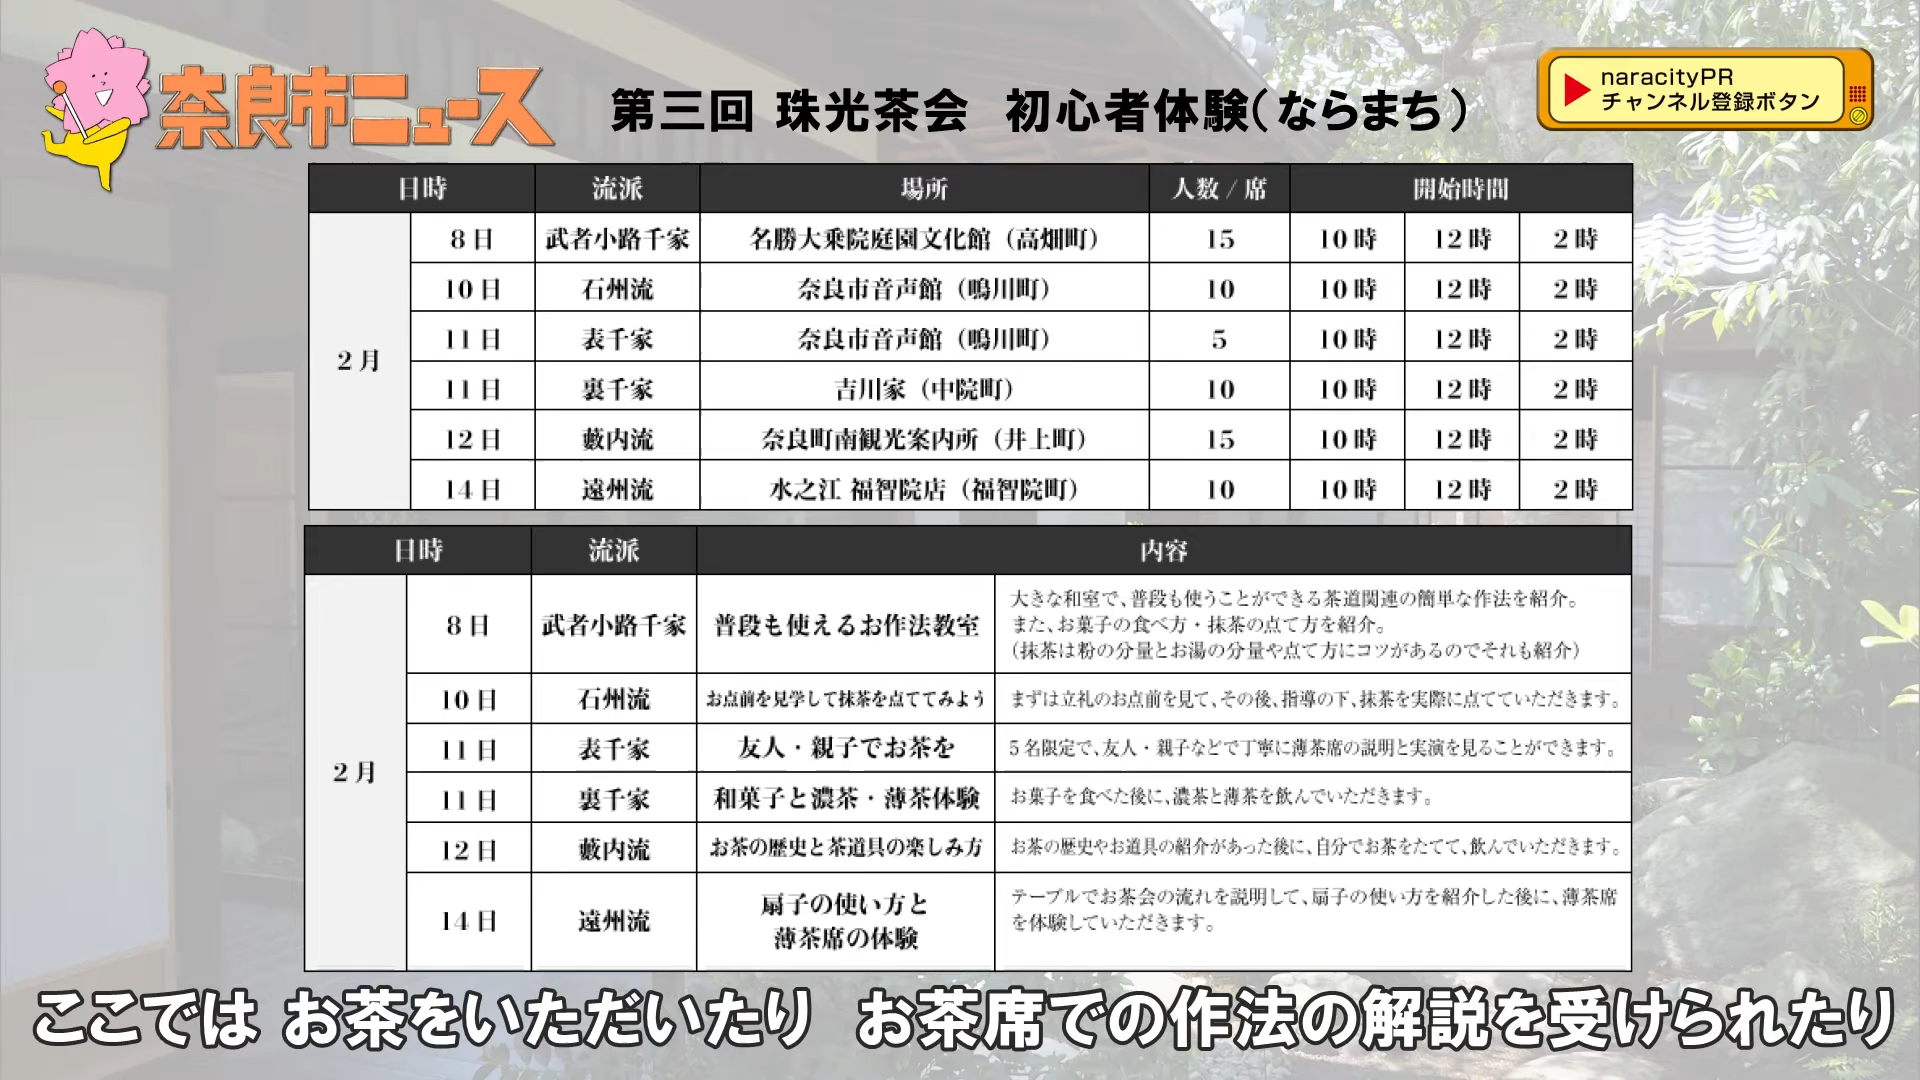 奈良市ニュース
第三回 珠光茶会 初心者体験（ならまち）
naracityPR
チャンネル登録ボタン
日時 流派 場所 人数 / 席 開始時間
2月
8日 武者小路千家 名勝大乗院庭園文化館（高畑町） 15 10時 12時 2時
10日 石州流 奈良市音声館（鳴川町） 10 10時 12時 2時
11日 表千家 奈良市音声館（鳴川町） 5 10時 12時 2時
11日 裏千家 吉川家（中院町） 10 10時 12時 2時
12日 藪内流 奈良町南観光案内所（井上町） 15 10時 12時 2時
14日 遠州流 水之江 福智院店（福智院町） 10 10時 12時 2時
日時 流派 内容
2月
8日 武者小路千家 普段も使えるお作法教室
大きな和室で、普段も使うことができる茶道関連の簡単な作法を紹介。
また、お菓子の食べ方・抹茶の点て方を紹介。
（抹茶は粉の分量とお湯の分量や点て方にコツがあるのでそれも紹介）
10日 石州流 お点前を見学して抹茶を点ててみよう まずは立礼のお点前を見て、その後、指導の下、抹茶を実際に点てていただきます。
11日 表千家 友人・親子でお茶を 5名限定で、友人・親子などで丁寧に薄茶席の説明と実演を見ることができます。
11日 裏千家 和菓子と濃茶・薄茶体験 お菓子を食べた後に、濃茶と薄茶を飲んでいただきます。
12日 藪内流 お茶の歴史と茶道具の楽しみ方 お茶の歴史やお道具の紹介があった後に、自分でお茶をたてて、飲んでいただきます。
14日 遠州流
扇子の使い方と
薄茶席の体験
テーブルでお茶会の流れを説明して、扇子の使い方を紹介した後に、薄茶席
を体験していただきます。
ここでは お茶をいただいたり お茶席での作法の解説を受けられたり